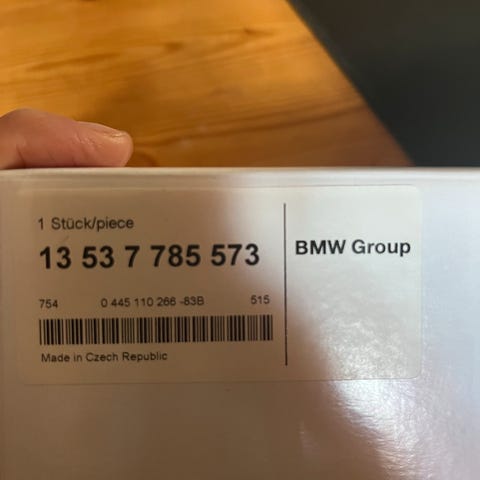 1 Stück/piece
13 53 7 785 573
BMW Group
754 0 445 110 266 -83B 515
Made in Czech Republic